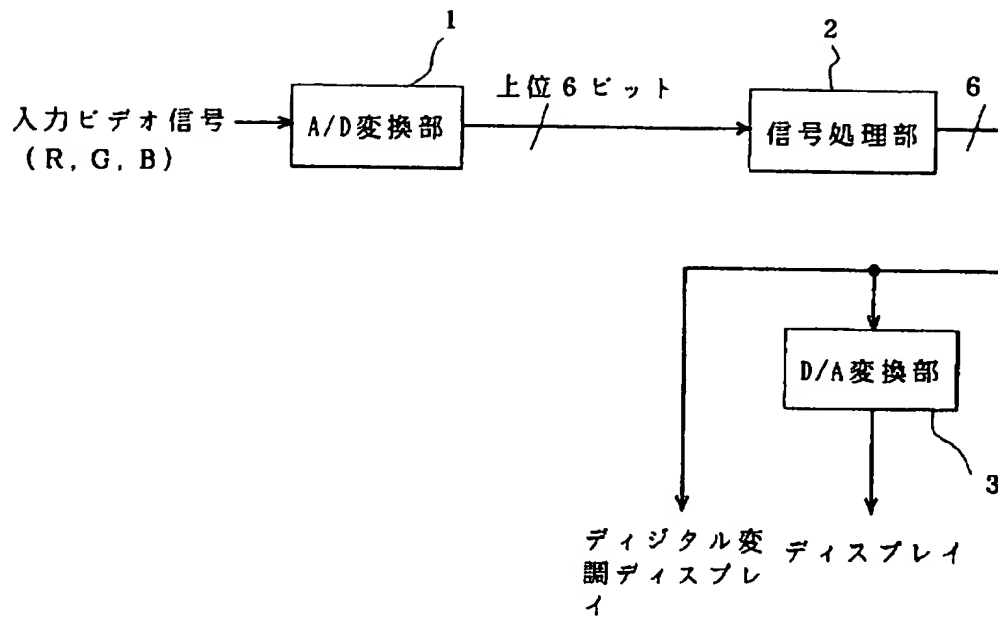 1
2
上位6ビット
6
入力ビデオ信号
(R, G, B)
A/D変換部
信号処理部
D/A変換部
3
ディジタル変
調ディスプレ
イ
ディスプレイ